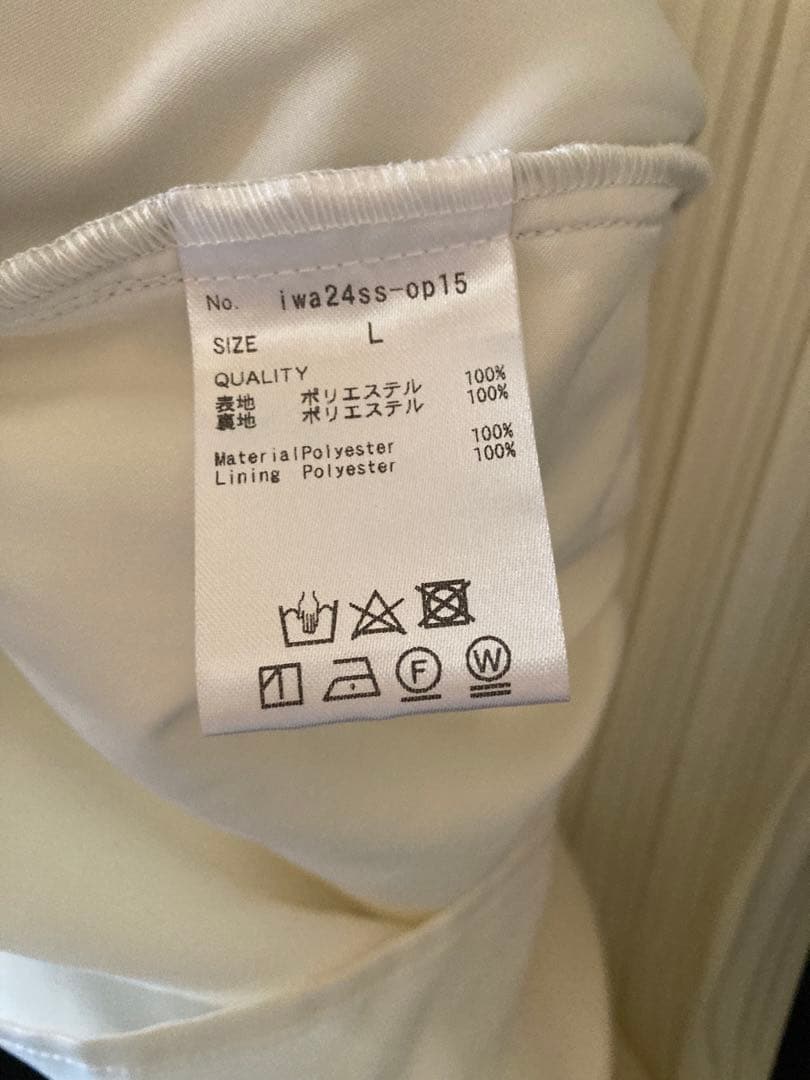 No. iwa24ss-op15
SIZE L
QUALITY
表地 ポリエステル 100%
裏地 ポリエステル 100%
MaterialPolyester 100%
Lining Polyester 100%
F W